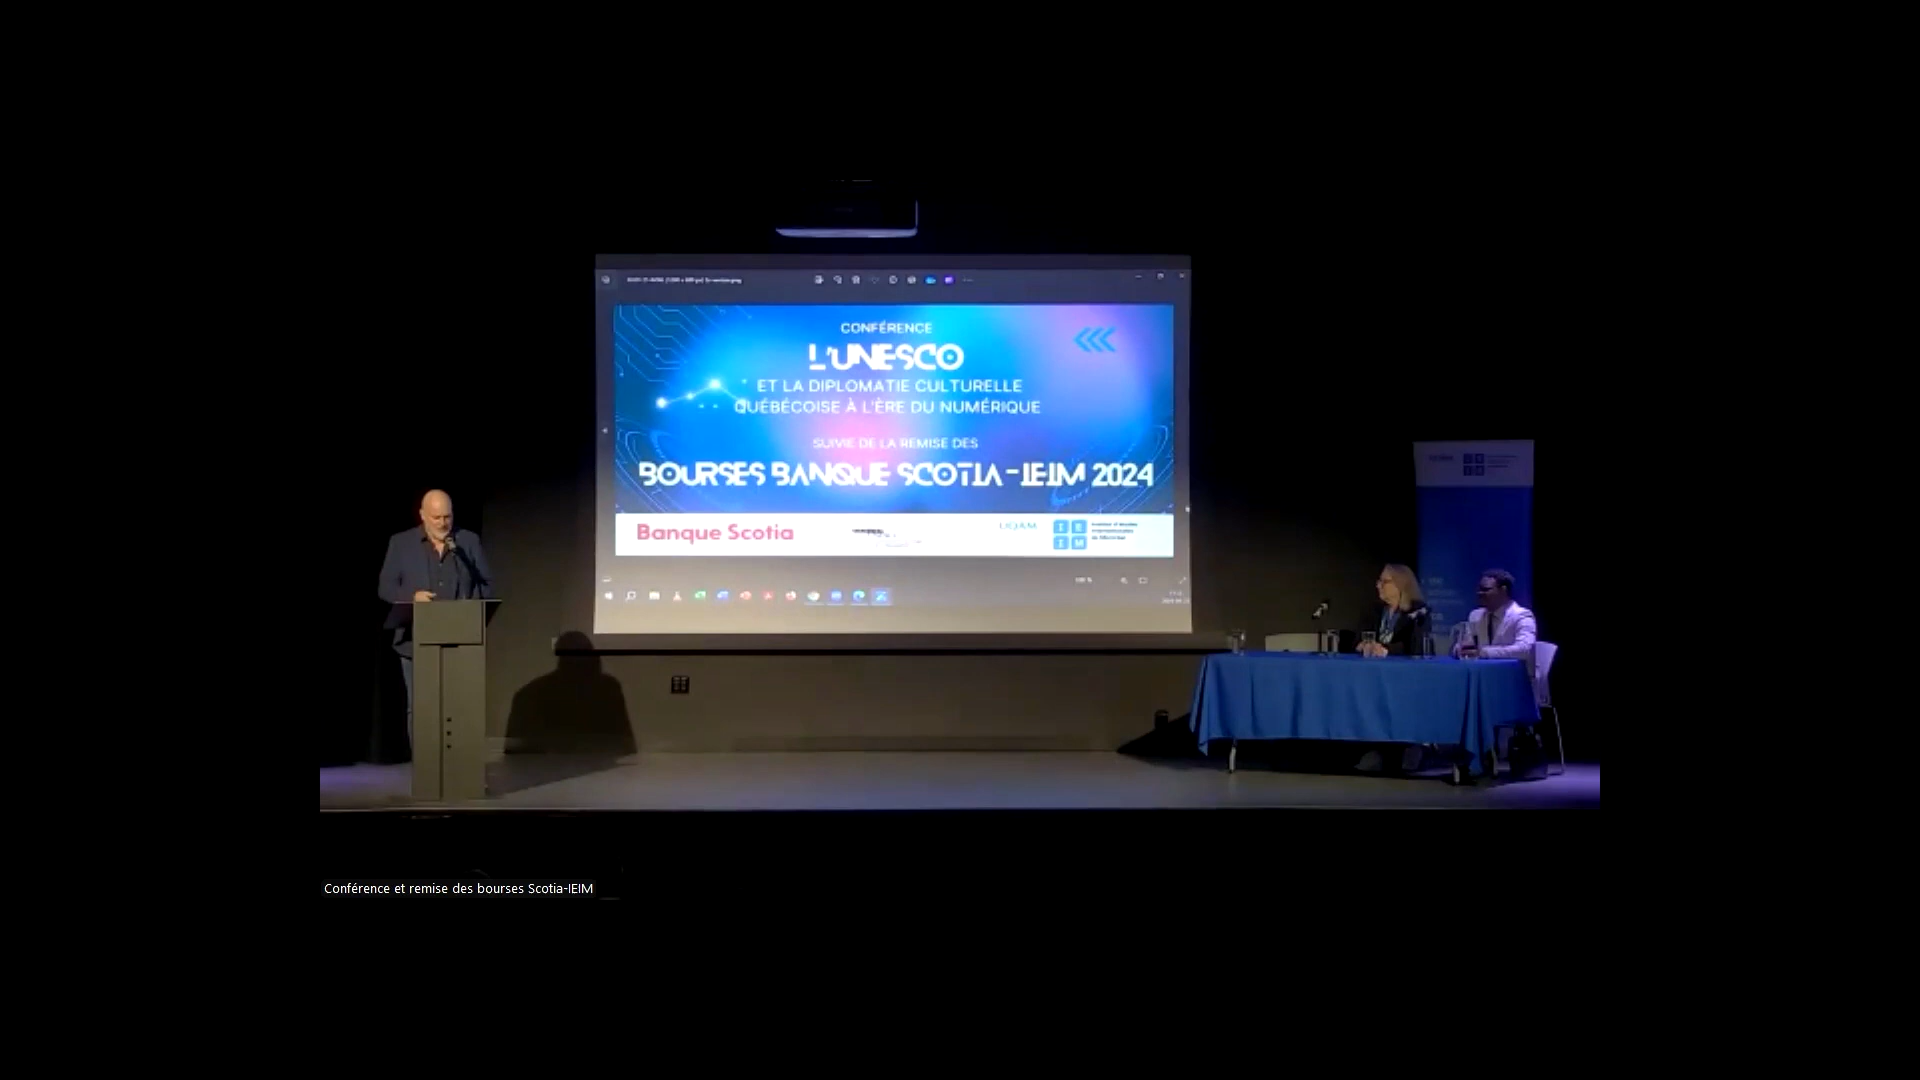 CONFÉRENCE
L'UNESCO
ET LA DIPLOMATIE CULTURELLE
QUÉBÉCOISE À L'ÈRE DU NUMÉRIQUE
SUIVIE DE LA REMISE DES
BOURSES BANQUE SCOTIA-IEIM 2024
Banque Scotia
UQAM
IEIM
Conférence et remise des bourses Scotia-IEIM